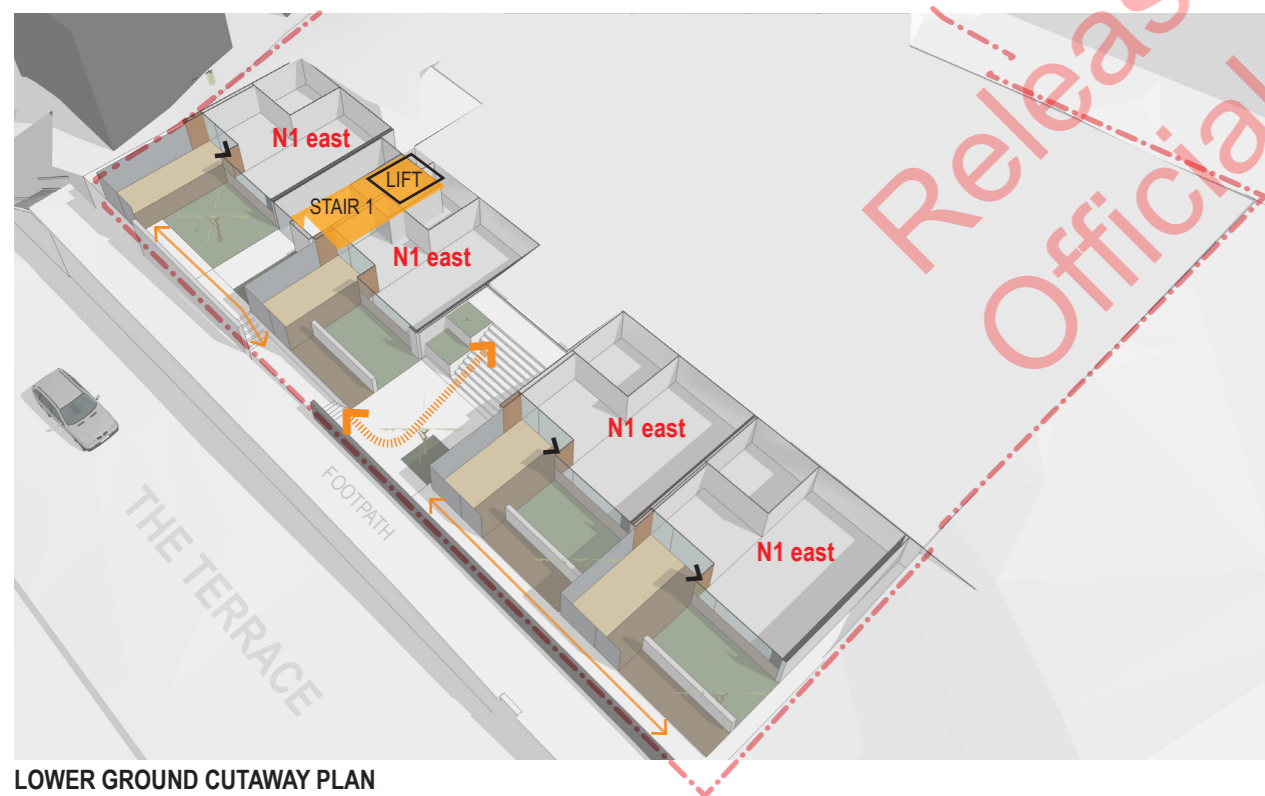 Releas
Official
N1 east
LIFT
STAIR 1
N1 east
N1 east
N1 east
FOOTPATH
THE TERRACE
LOWER GROUND CUTAWAY PLAN